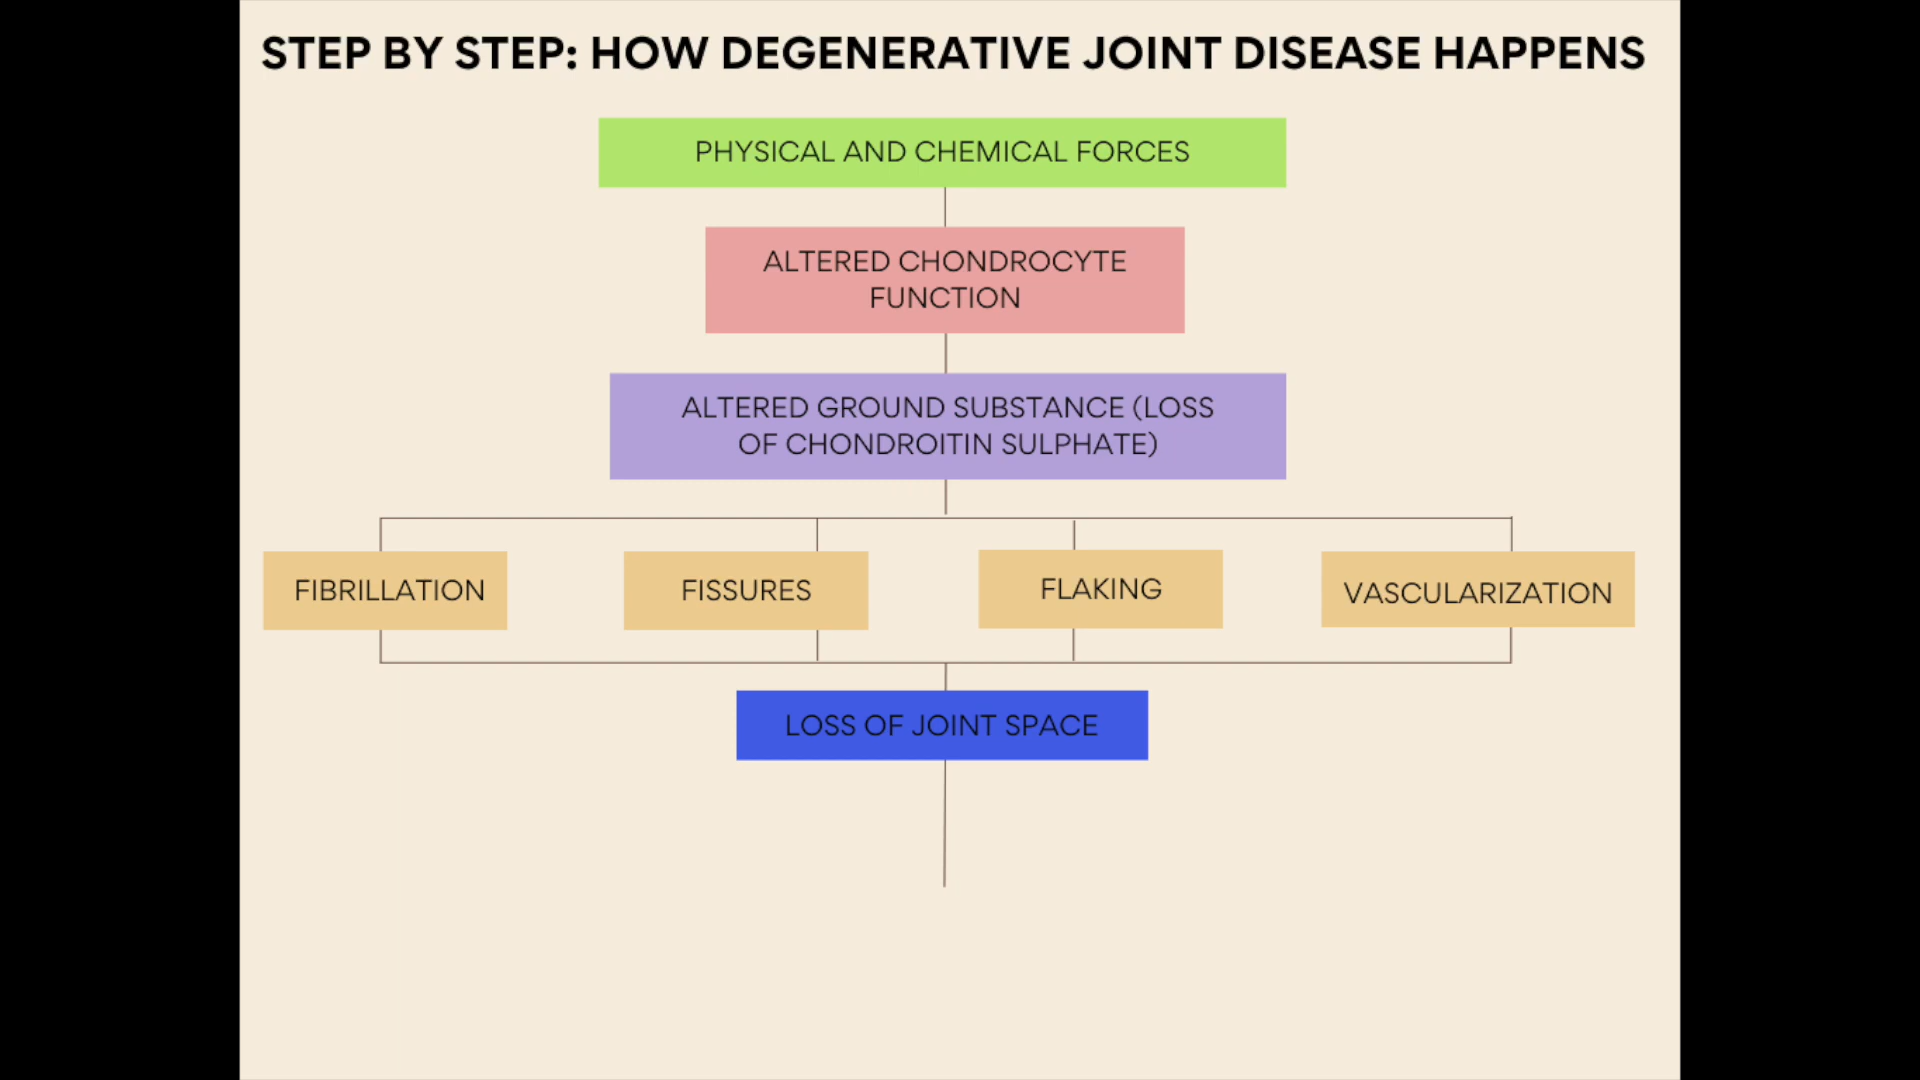 STEP BY STEP: HOW DEGENERATIVE JOINT DISEASE HAPPENS
PHYSICAL AND CHEMICAL FORCES
ALTERED CHONDROCYTE
FUNCTION
ALTERED GROUND SUBSTANCE (LOSS
OF CHONDROITIN SULPHATE)
FIBRILLATION
FISSURES
FLAKING
VASCULARIZATION
LOSS OF JOINT SPACE